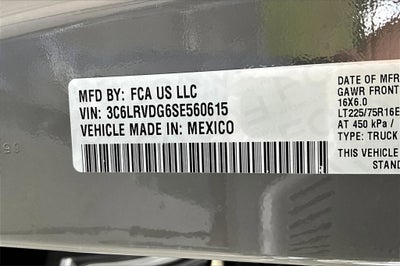 MFD BY: FCA US LLC
VIN: 3C6LRVDG6SE560615
VEHICLE MADE IN: MEXICO
DATE OF MFR
GAWR FRONT
16X6.0
LT225/75R16E
AT 450 kPa /
TYPE: TRUCK
THIS VEHICLE
STANDA